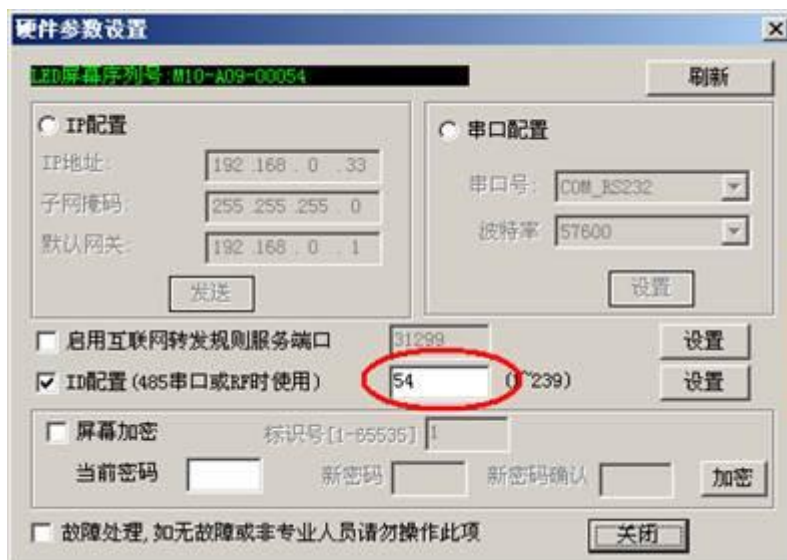 硬件参数设置
LED屏幕序列号:M10-A09-00054
刷新
IP配置
IP地址:
192 .168 . 0 . 33
子网掩码:
255 .255 .255 . 0
默认网关:
192 .168 . 0 . 1
发送
串口配置
串口号:
COM_RS232
波特率
57600
设置
启用互联网转发规则服务端口
31299
设置
ID配置(485串口或RF时使用)
54
(1~239)
设置
屏幕加密
标识号[1-65535]
1
当前密码
新密码
新密码确认
加密
故障处理,如无故障或非专业人员请勿操作此项
关闭